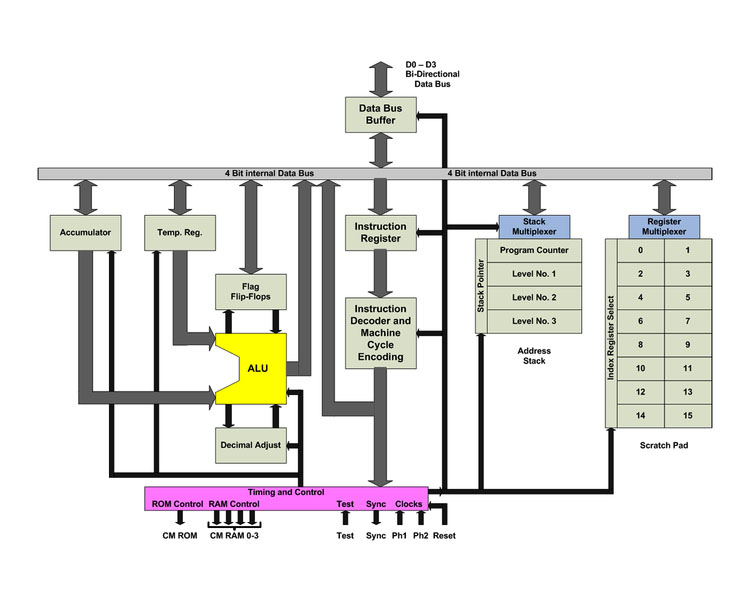 D0 – D3
Bi-Directional
Data Bus
Data Bus
Buffer
4 Bit internal Data Bus
4 Bit internal Data Bus
Accumulator
Temp. Reg.
Instruction
Register
Stack
Multiplexer
Register
Multiplexer
Flag
Flip-Flops
Instruction
Decoder and
Machine
Cycle
Encoding
Stack Pointer
Program Counter
Level No. 1
Level No. 2
Level No. 3
Address
Stack
Index Register Select
0 1
2 3
4 5
6 7
8 9
10 11
12 13
14 15
Scratch Pad
ALU
Decimal Adjust
Timing and Control
ROM Control RAM Control Test Sync Clocks
CM ROM CM RAM 0-3 Test Sync Ph1 Ph2 Reset